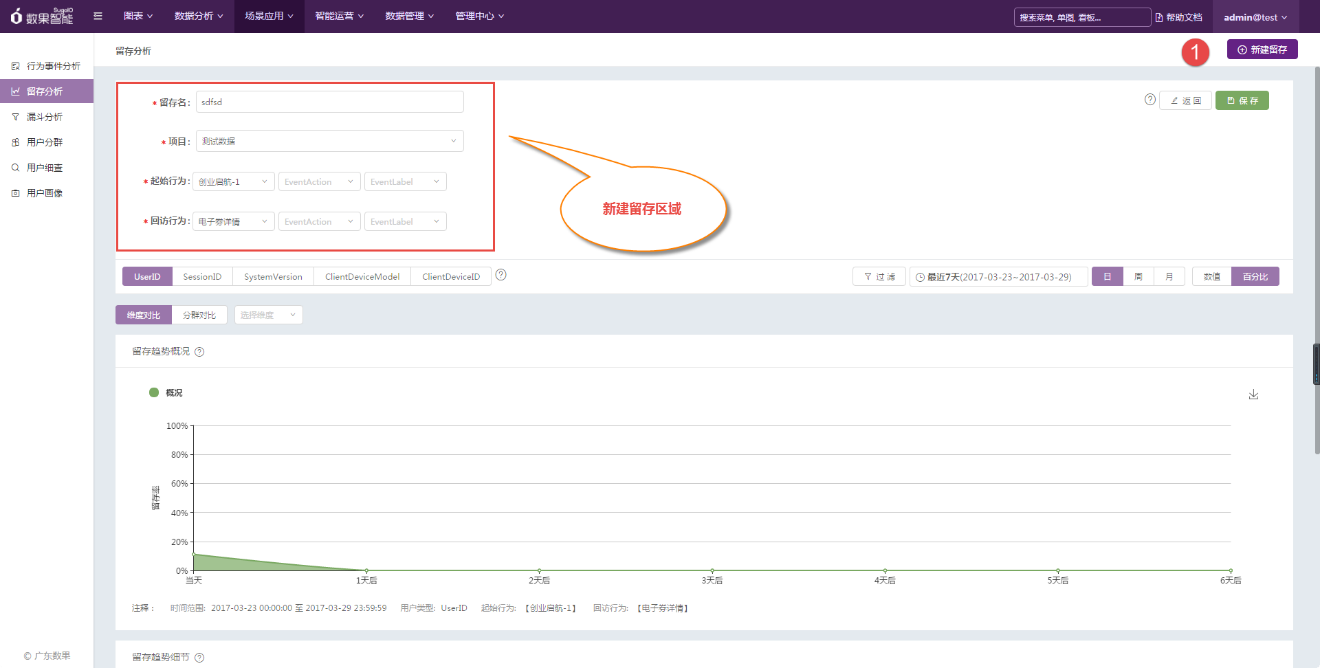 数果智能 SugoIO 图表 数据分析 场景应用 智能运营 数据管理 管理中心 搜索菜单, 单图, 看板... 帮助文档 admin@test
留存分析 1 新建留存
行为事件分析
留存分析
漏斗分析
用户分群
用户细查
用户画像
© 广东数果
* 留存名: sdfsd
返 回 保 存
* 项目: 测试数据
* 起始行为: 创业启航-1 EventAction EventLabel
* 回访行为: 电子券详情 EventAction EventLabel
新建留存区域
UserID SessionID SystemVersion ClientDeviceModel ClientDeviceID 过 滤 最近7天(2017-03-23~2017-03-29) 日 周 月 数值 百分比
维度对比 分群对比 选择维度
留存趋势概况
概况
100%
80%
60%
40%
20%
0%
留存率
当天 1天后 2天后 3天后 4天后 5天后 6天后
注释： 时间范围: 2017-03-23 00:00:00 至 2017-03-29 23:59:59 用户类型: UserID 起始行为: 【创业启航-1】 回访行为: 【电子券详情】
留存趋势细节